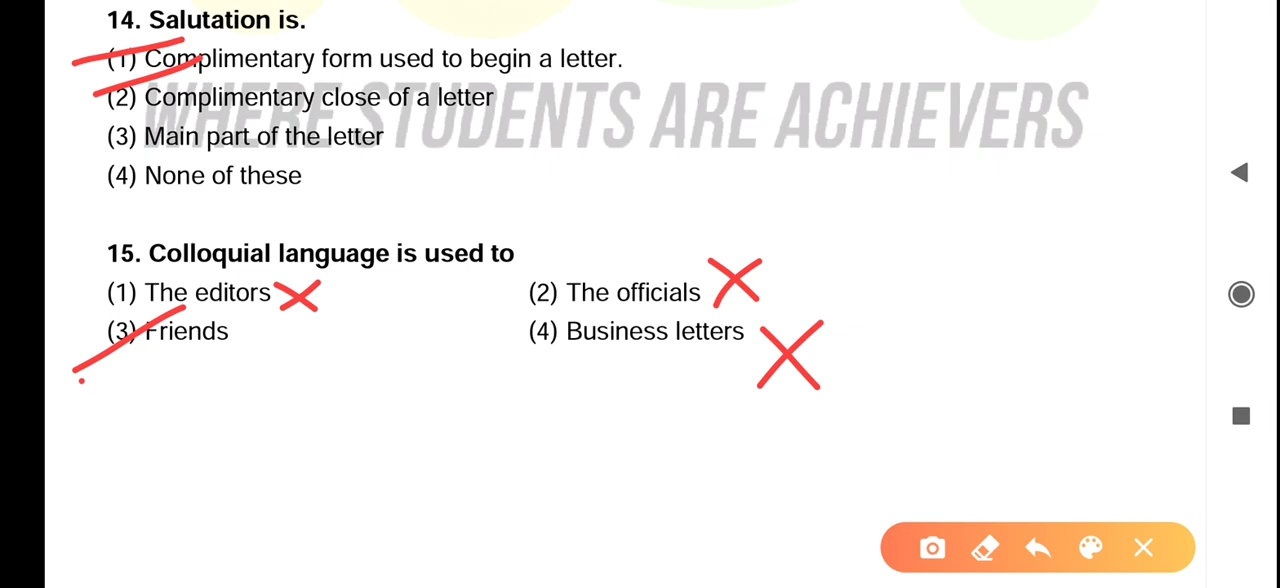 14. Salutation is.
(1) Complimentary form used to begin a letter.
(2) Complimentary close of a letter
WHERE STUDENTS ARE ACHIEVERS
(3) Main part of the letter
(4) None of these
15. Colloquial language is used to
(1) The editors (2) The officials
(3) Friends (4) Business letters